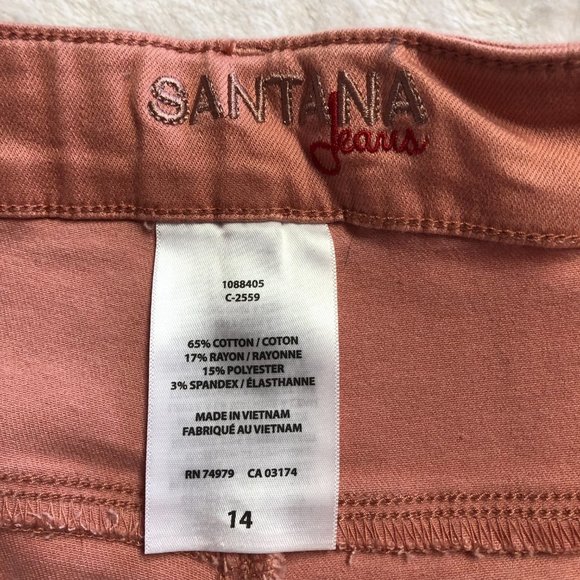 SANTANA
Jeans
1088405
C-2559
65% COTTON / COTON
17% RAYON / RAYONNE
15% POLYESTER
3% SPANDEX / ÉLASTHANNE
MADE IN VIETNAM
FABRIQUÉ AU VIETNAM
RN 74979 CA 03174
14